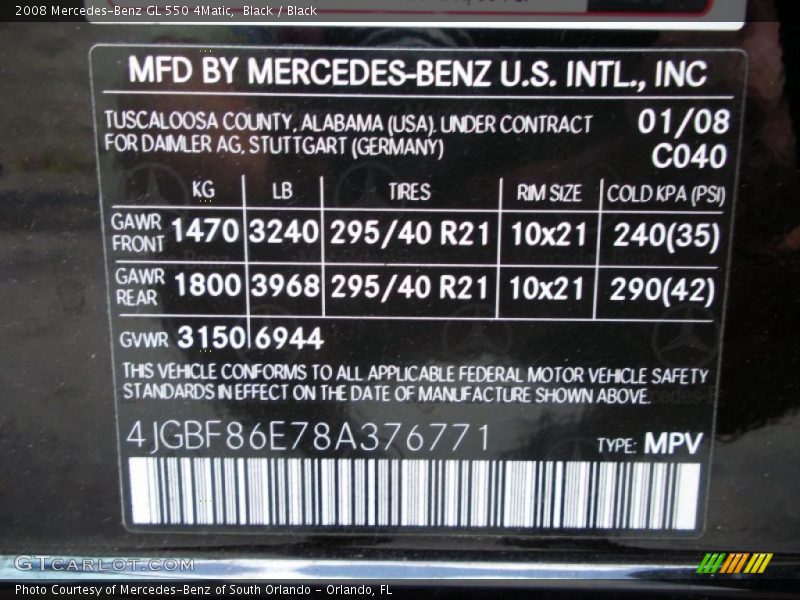 2008 Mercedes-Benz GL 550 4Matic, Black / Black
MFD BY MERCEDES-BENZ U.S. INTL., INC
TUSCALOOSA COUNTY, ALABAMA (USA), UNDER CONTRACT 01/08
FOR DAIMLER AG, STUTTGART (GERMANY) C040
KG LB TIRES RIM SIZE COLD KPA (PSI)
GAWR FRONT 1470 3240 295/40 R21 10x21 240(35)
GAWR REAR 1800 3968 295/40 R21 10x21 290(42)
GVWR 3150 6944
THIS VEHICLE CONFORMS TO ALL APPLICABLE FEDERAL MOTOR VEHICLE SAFETY
STANDARDS IN EFFECT ON THE DATE OF MANUFACTURE SHOWN ABOVE.
4JGBF86E78A376771 TYPE: MPV
GTCARLOT.COM
Photo Courtesy of Mercedes-Benz of South Orlando - Orlando, FL